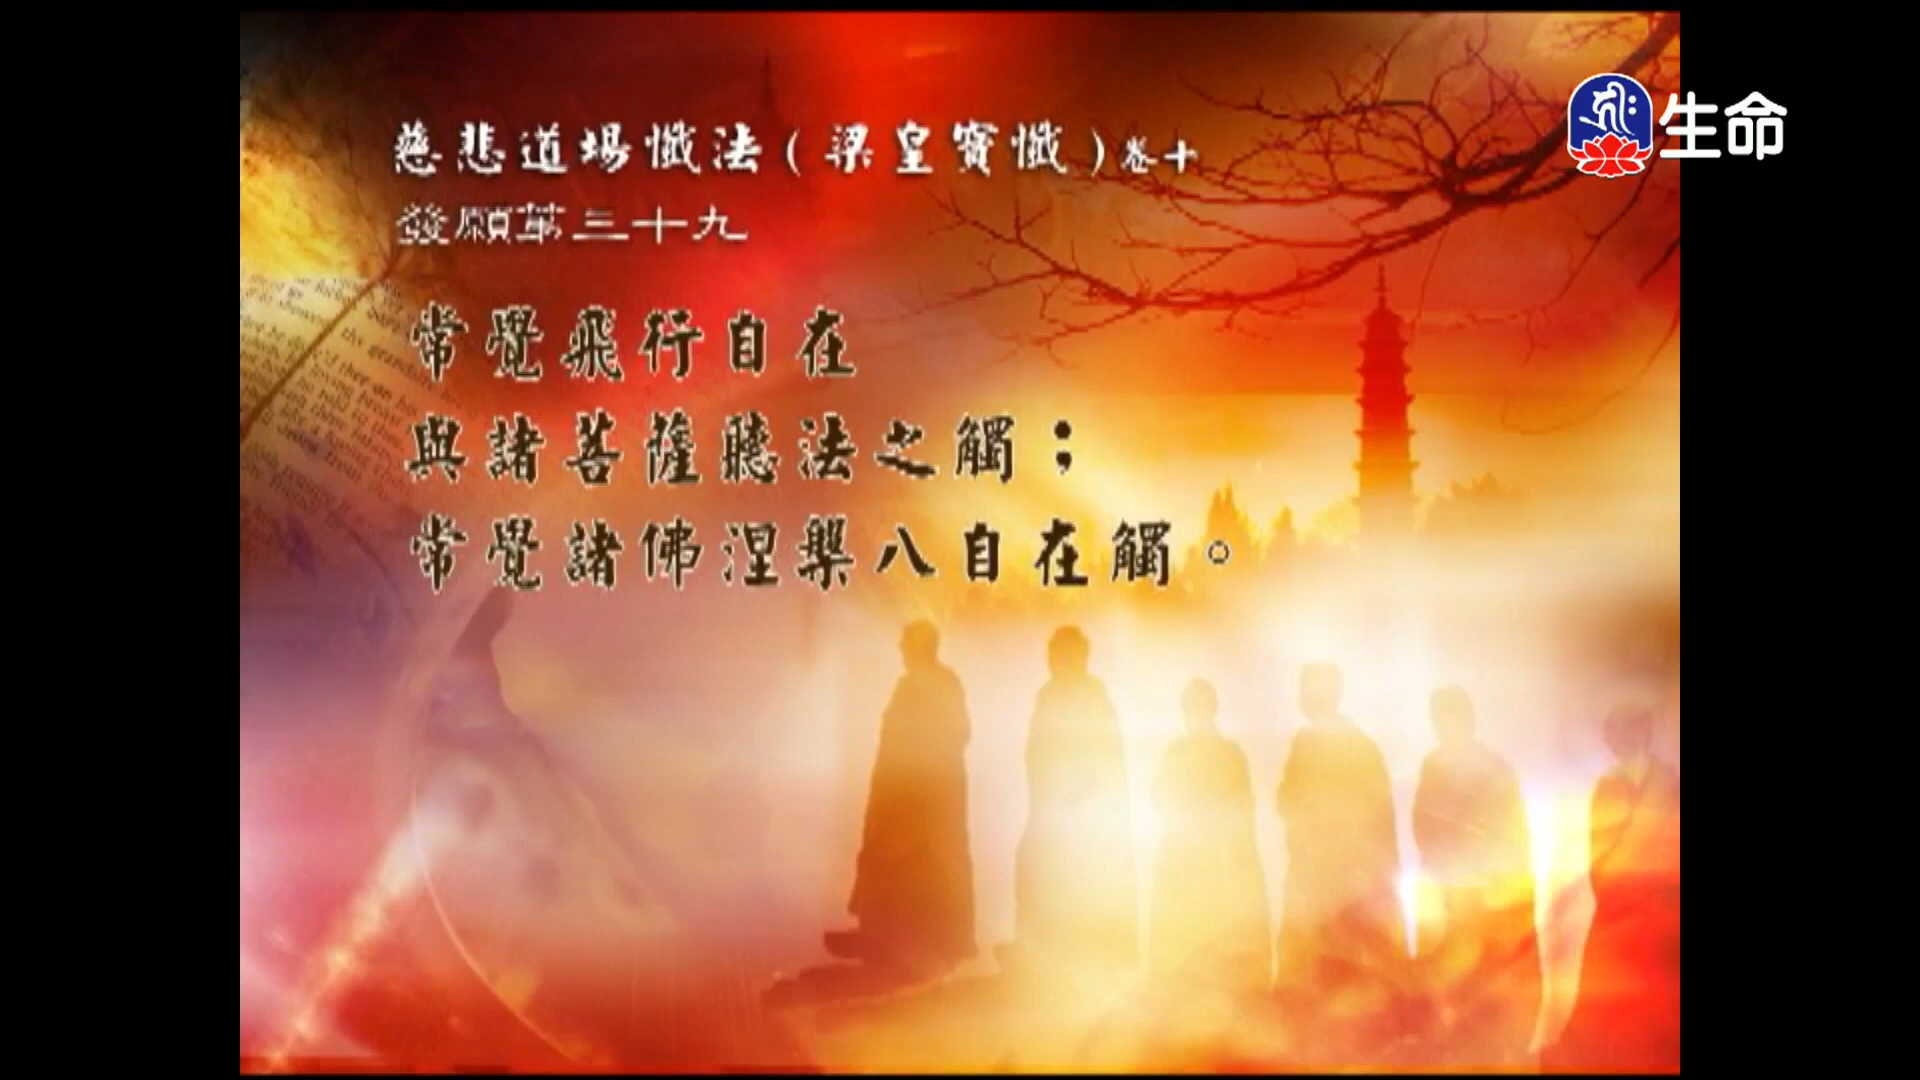 慈悲道場懺法(梁皇寶懺)卷十
發願第三十九
常覺飛行自在
與諸菩薩聽法之觸；
常覺諸佛涅槃八自在觸。
生命